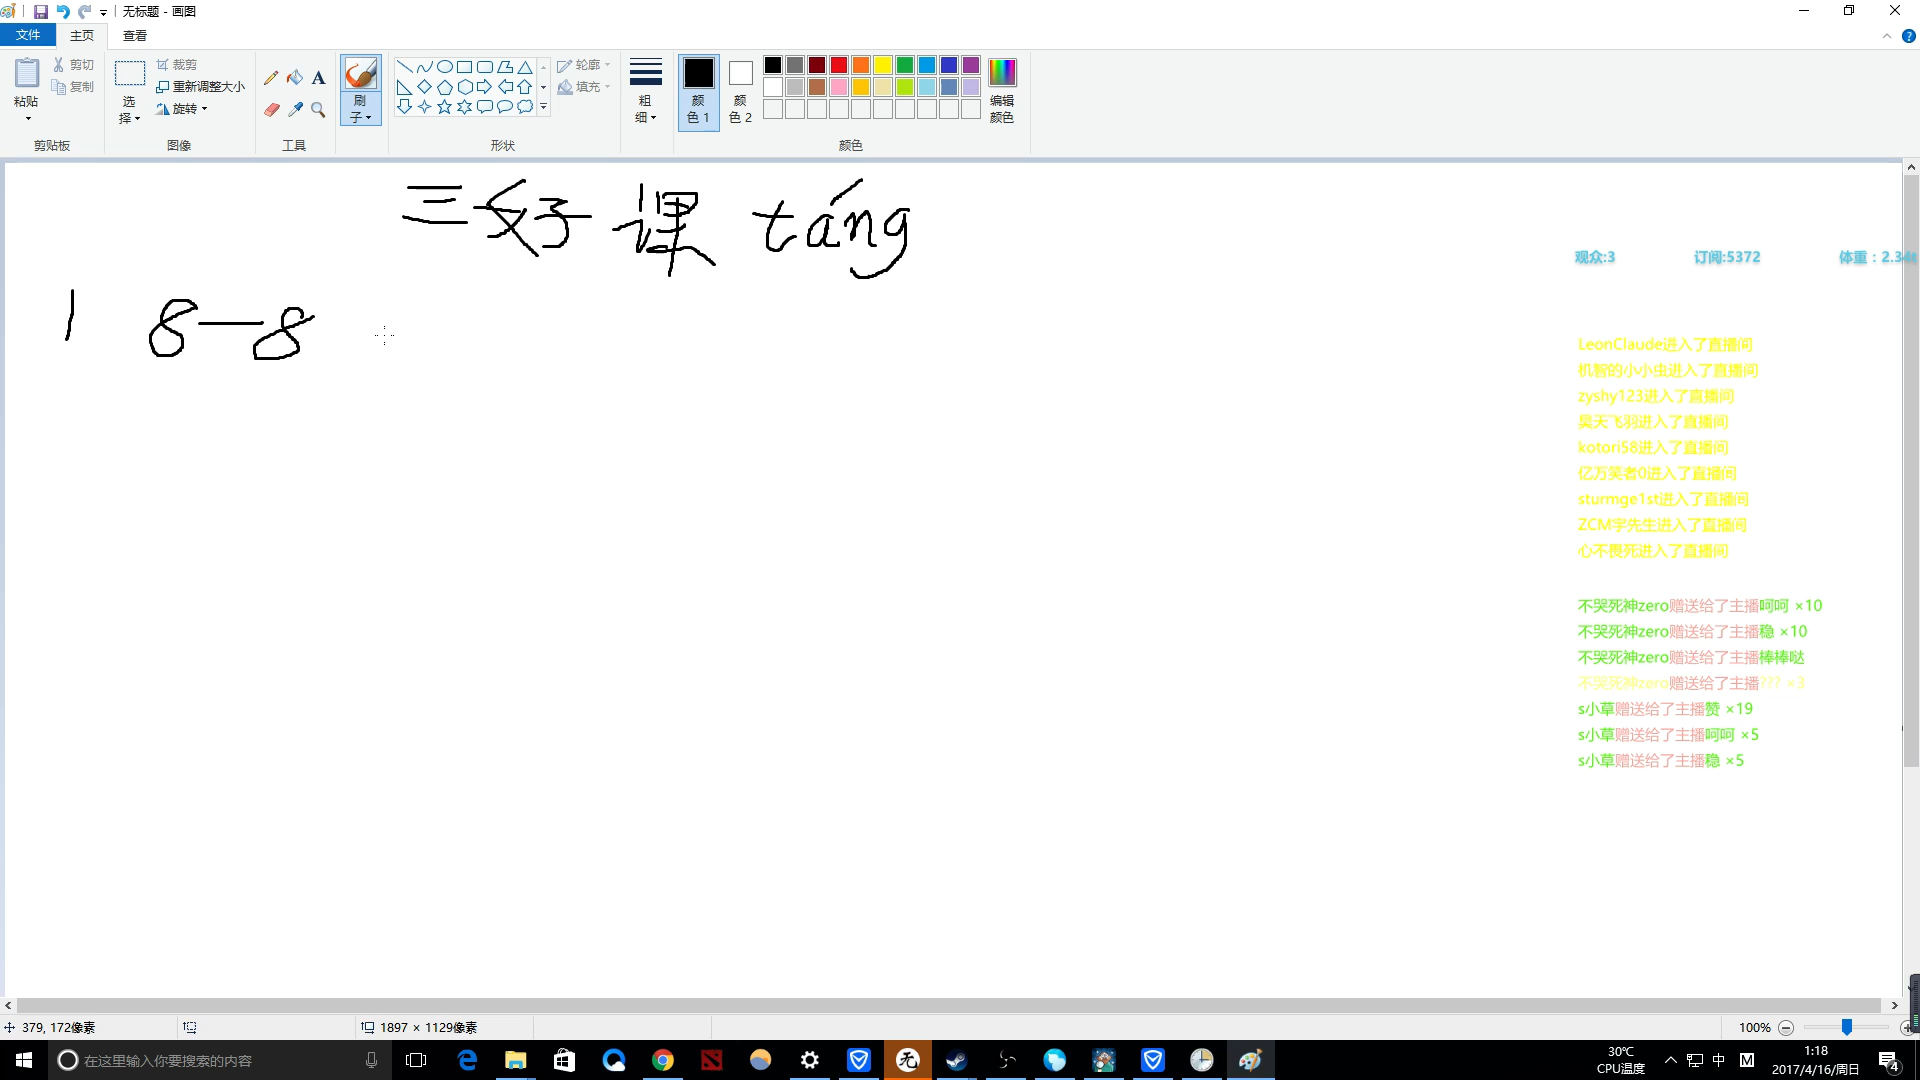 无标题 - 画图
文件 主页 查看
粘贴 剪切 复制 剪贴板
选择 裁剪 重新调整大小 旋转 图像
A 工具
刷子
轮廓 填充 形状
粗细
颜色 1 颜色 2 编辑颜色 颜色
三好课 táng
1 8—8
观众:3 订阅:5372 体重：2.34
LeonClaude进入了直播间
机智的小小虫进入了直播间
zyshy123进入了直播间
昊天飞羽进入了直播间
kotori58进入了直播间
亿万笑者0进入了直播间
sturmge1st进入了直播间
ZCM宇先生进入了直播间
心不畏死进入了直播间
不哭死神zero赠送给了主播呵呵 ×10
不哭死神zero赠送给了主播稳 ×10
不哭死神zero赠送给了主播棒棒哒
不哭死神zero赠送给了主播??? ×3
s小草赠送给了主播赞 ×19
s小草赠送给了主播呵呵 ×5
s小草赠送给了主播稳 ×5
379, 172像素 1897 × 1129像素 100%
在这里输入你要搜索的内容 无 30℃ 中 M 1:18 4
CPU温度 2017/4/16/周日